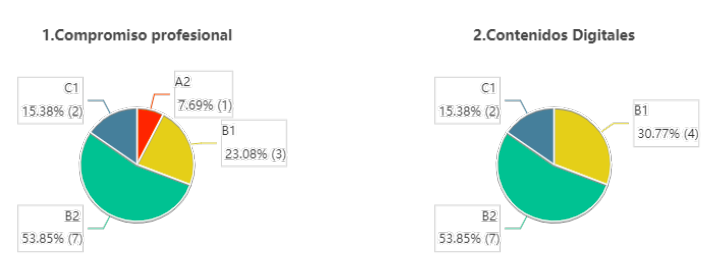 1.Compromiso profesional
C1
15.38% (2)
A2
7.69% (1)
B1
23.08% (3)
B2
53.85% (7)
2.Contenidos Digitales
C1
15.38% (2)
B1
30.77% (4)
B2
53.85% (7)